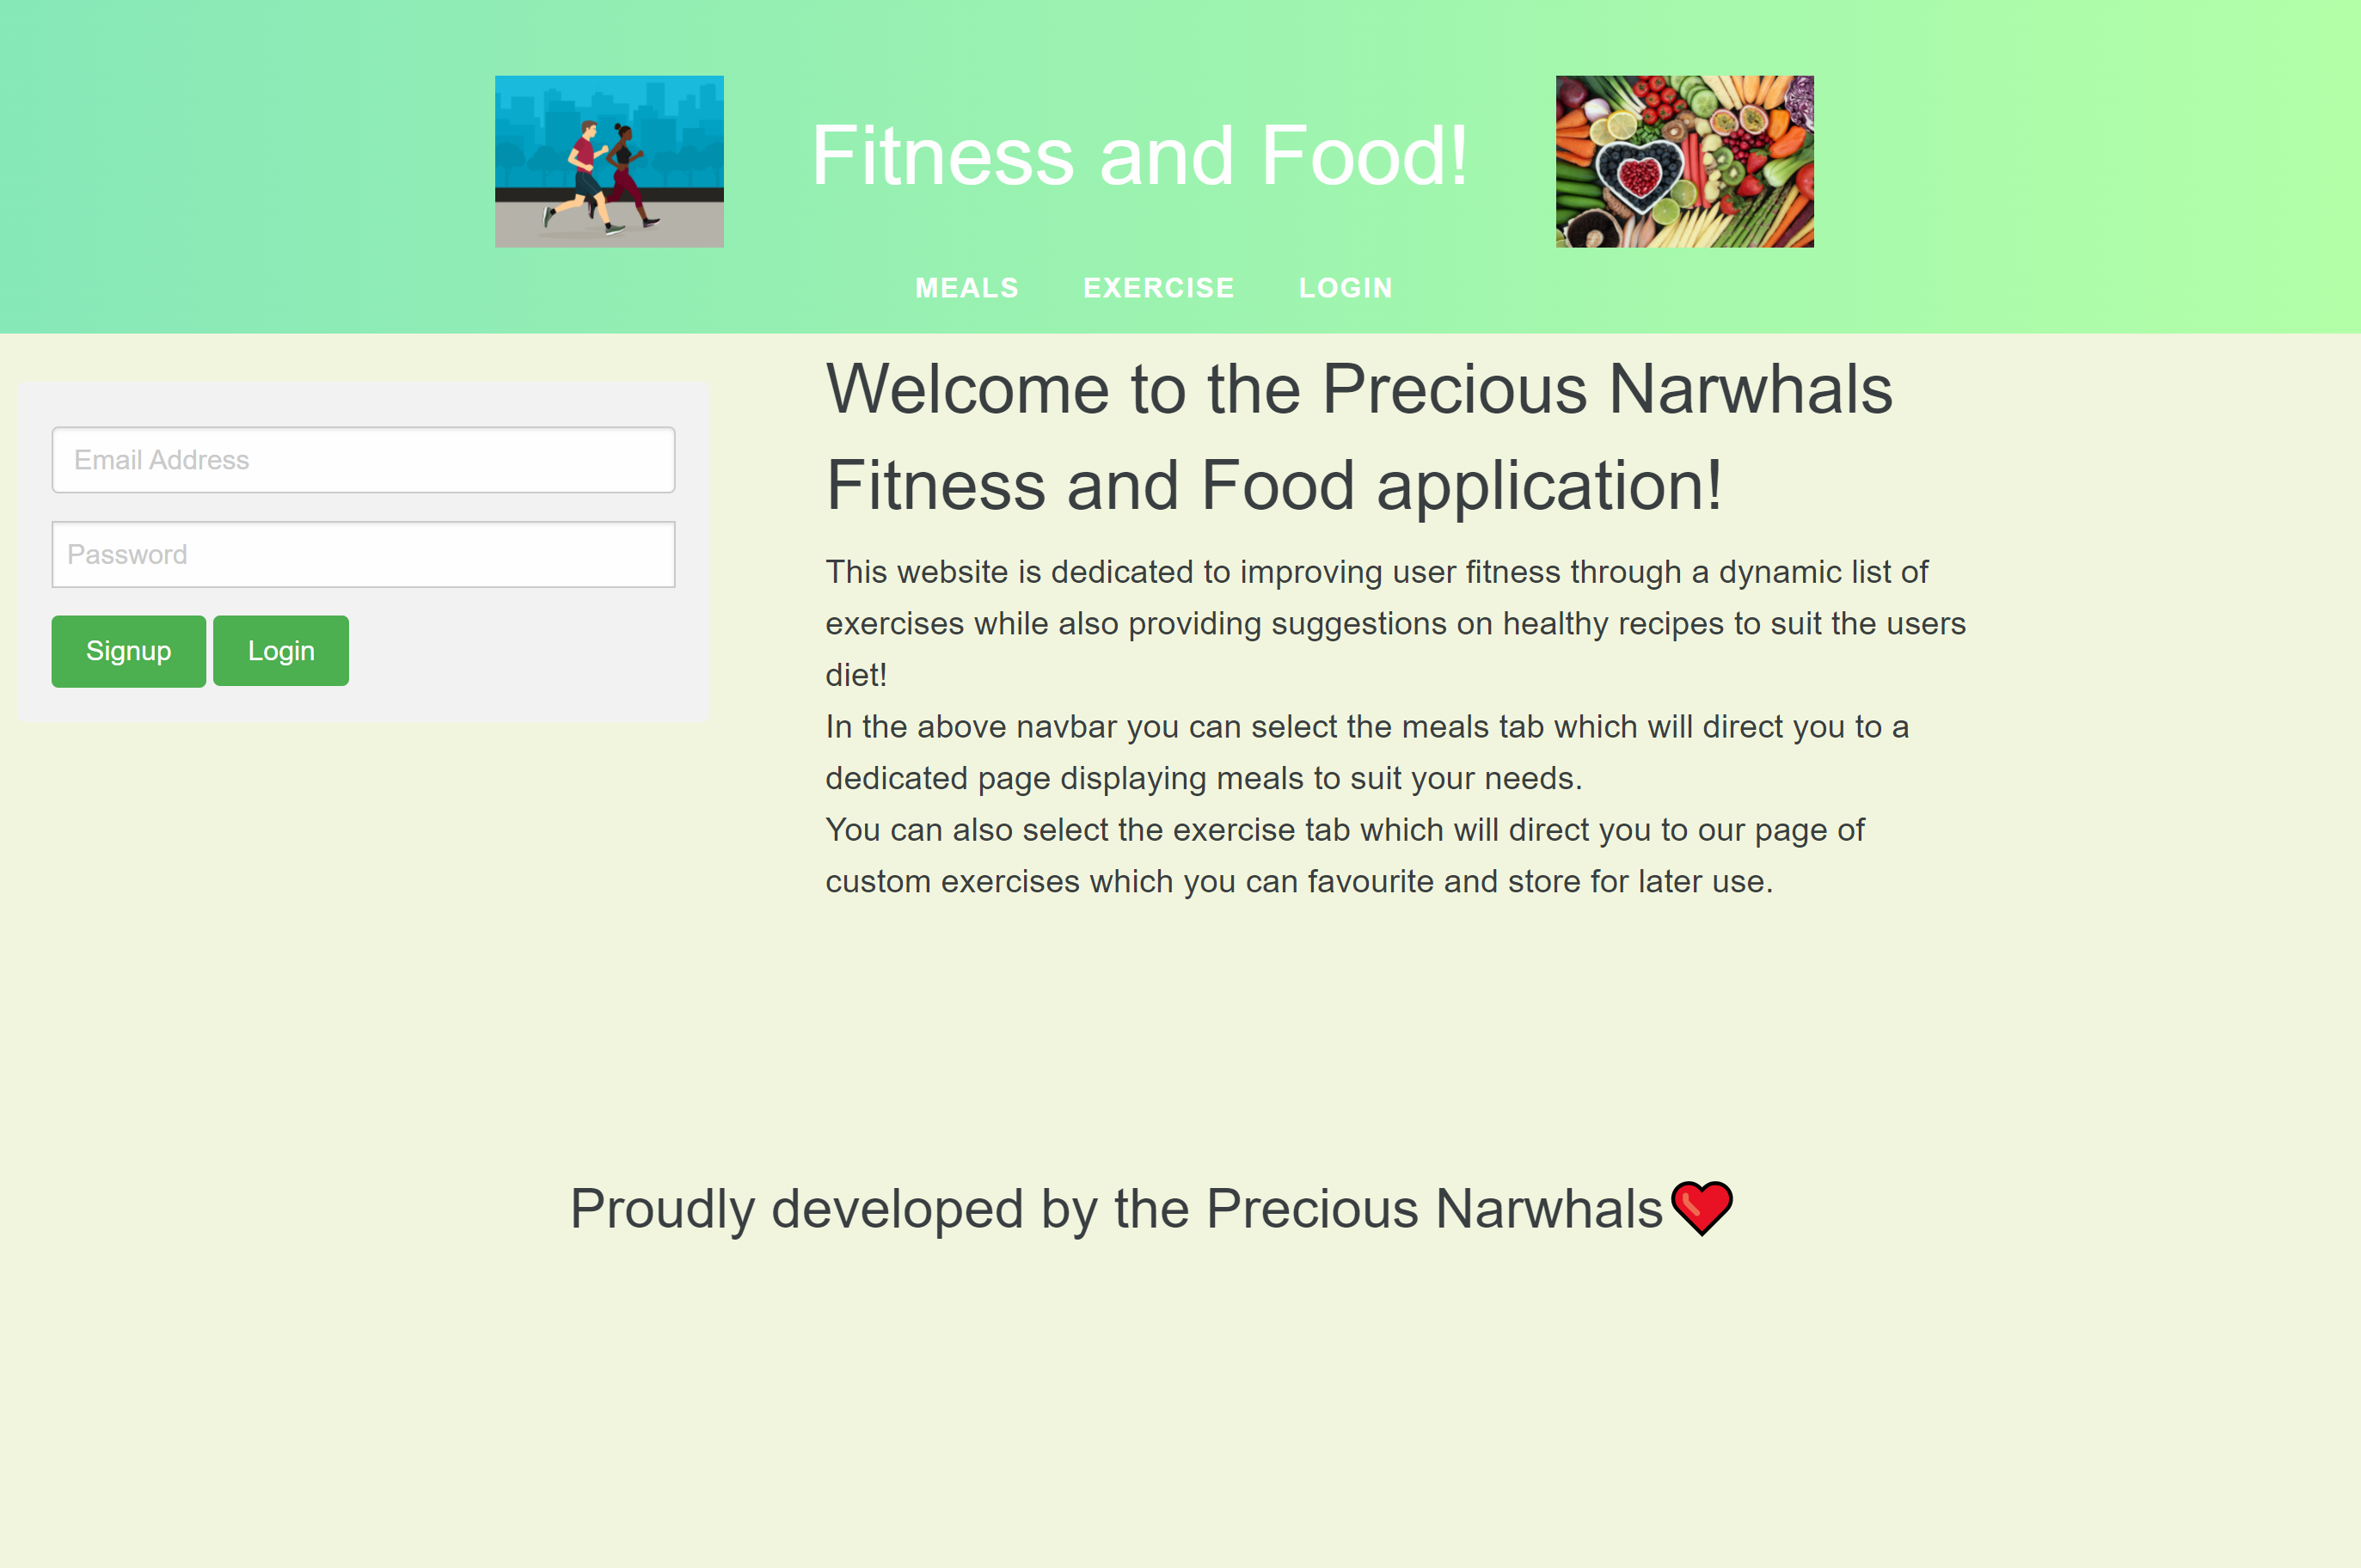 Fitness and Food!
MEALS EXERCISE LOGIN
Email Address
Password
Signup Login
Welcome to the Precious Narwhals
Fitness and Food application!
This website is dedicated to improving user fitness through a dynamic list of
exercises while also providing suggestions on healthy recipes to suit the users
diet!
In the above navbar you can select the meals tab which will direct you to a
dedicated page displaying meals to suit your needs.
You can also select the exercise tab which will direct you to our page of
custom exercises which you can favourite and store for later use.
Proudly developed by the Precious Narwhals❤️